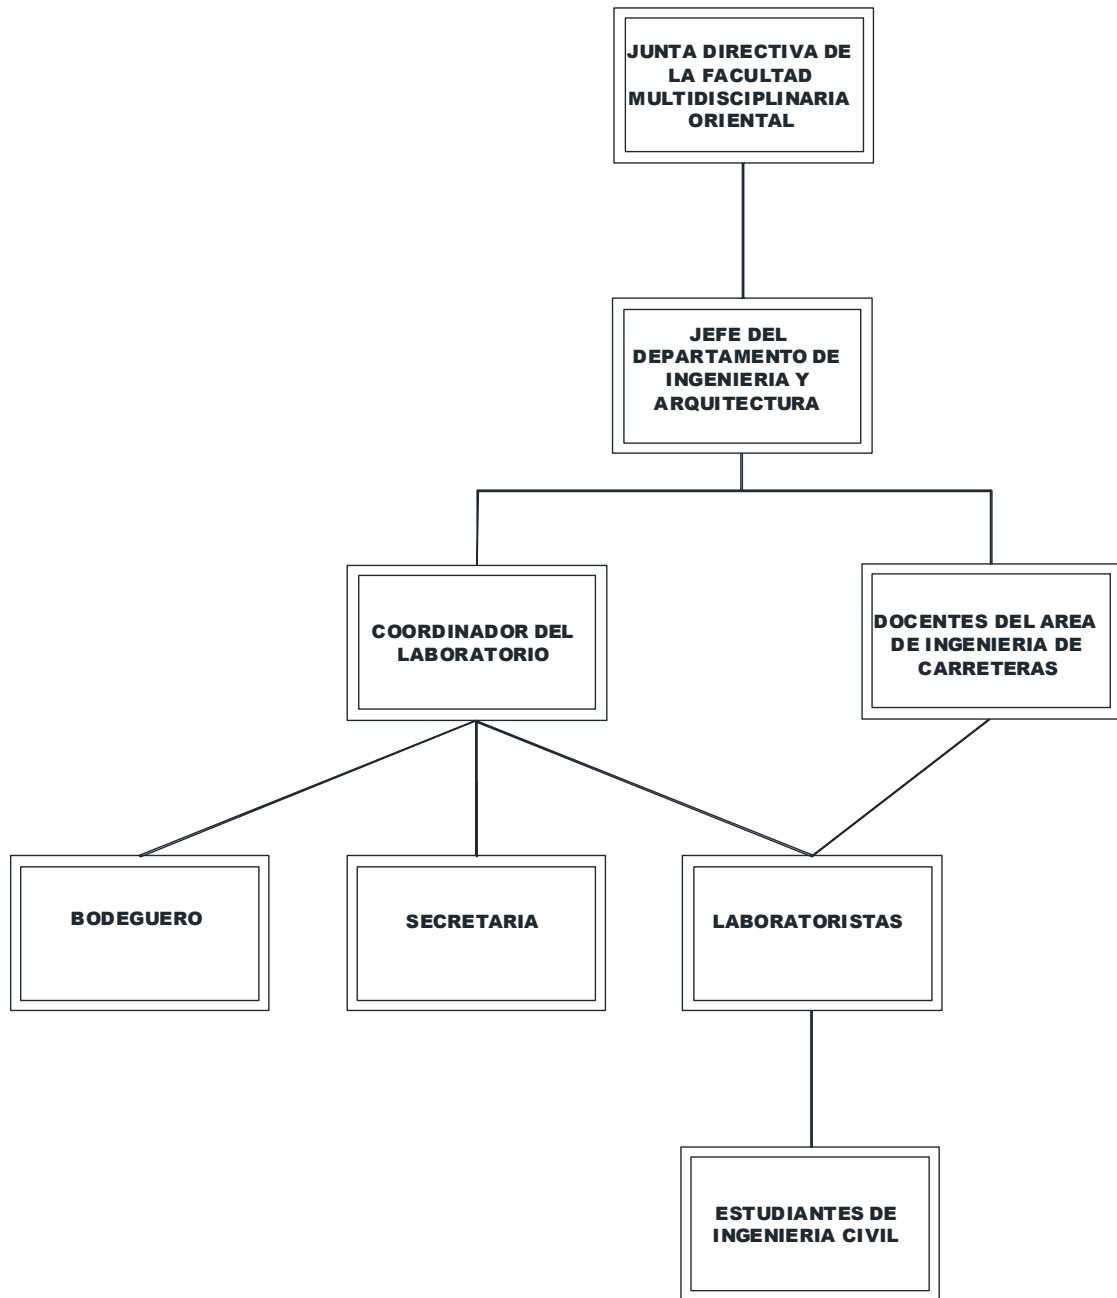 JUNTA DIRECTIVA DE
LA FACULTAD
MULTIDISCIPLINARIA
ORIENTAL
JEFE DEL
DEPARTAMENTO DE
INGENIERIA Y
ARQUITECTURA
COORDINADOR DEL
LABORATORIO
DOCENTES DEL AREA
DE INGENIERIA DE
CARRETERAS
BODEGUERO
SECRETARIA
LABORATORISTAS
ESTUDIANTES DE
INGENIERIA CIVIL